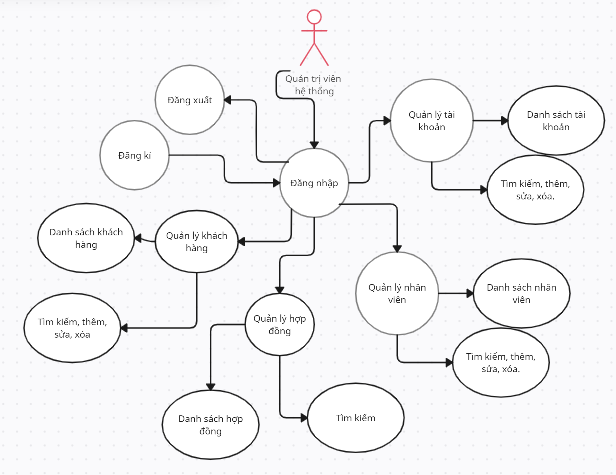 Quản trị viên
hệ thống
Đăng xuất
Quản lý tài
khoản
Danh sách tài
khoản
Đăng kí
Đăng nhập
Tìm kiếm, thêm,
sửa, xóa.
Danh sách khách
hàng
Quản lý khách
hàng
Quản lý nhân
viên
Danh sách nhân
viên
Tìm kiếm, thêm,
sửa, xóa
Quản lý hợp
đồng
Tìm kiếm, thêm,
sửa, xóa.
Danh sách hợp
đồng
Tìm kiếm